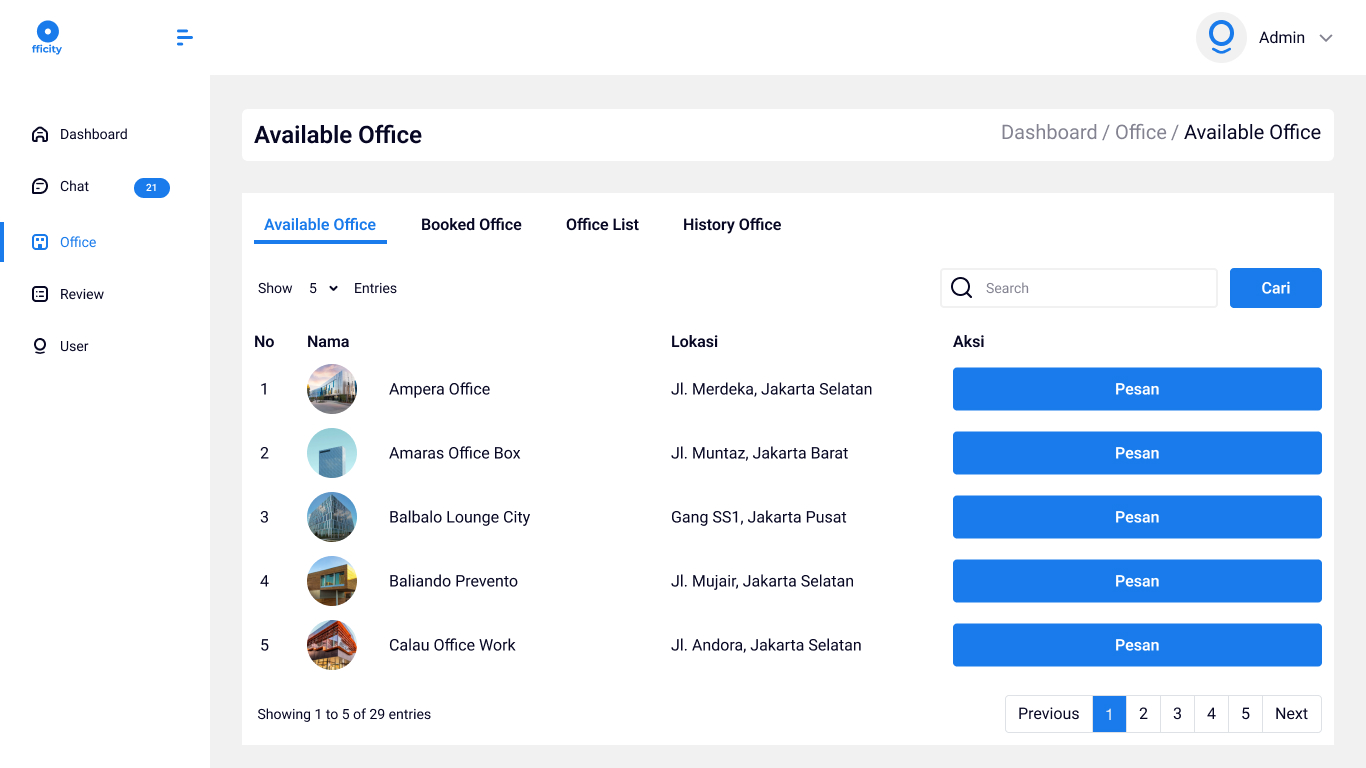 fficity
Admin
Dashboard
Chat 21
Office
Review
User
Available Office
Dashboard / Office / Available Office
Available Office Booked Office Office List History Office
Show 5 Entries
Search
Cari
No Nama Lokasi Aksi
1 Ampera Office Jl. Merdeka, Jakarta Selatan Pesan
2 Amaras Office Box Jl. Muntaz, Jakarta Barat Pesan
3 Balbalo Lounge City Gang SS1, Jakarta Pusat Pesan
4 Baliando Prevento Jl. Mujair, Jakarta Selatan Pesan
5 Calau Office Work Jl. Andora, Jakarta Selatan Pesan
Showing 1 to 5 of 29 entries
Previous 1 2 3 4 5 Next